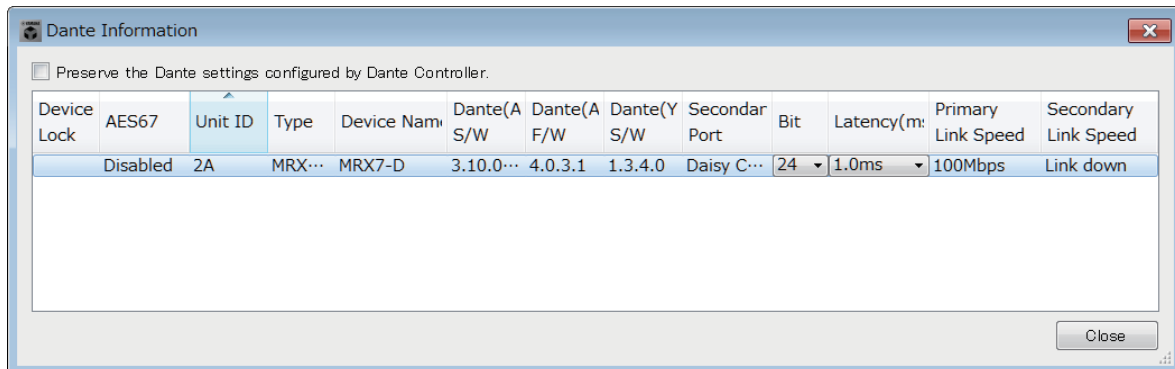 Dante Information
Preserve the Dante settings configured by Dante Controller.
Device Lock AES67 Unit ID Type Device Nam Dante(A S/W Dante(A F/W Dante(Y S/W Secondar Port Bit Latency(m Primary Link Speed Secondary Link Speed
Disabled 2A MRX··· MRX7-D 3.10.0··· 4.0.3.1 1.3.4.0 Daisy C··· 24 1.0ms 100Mbps Link down
Close